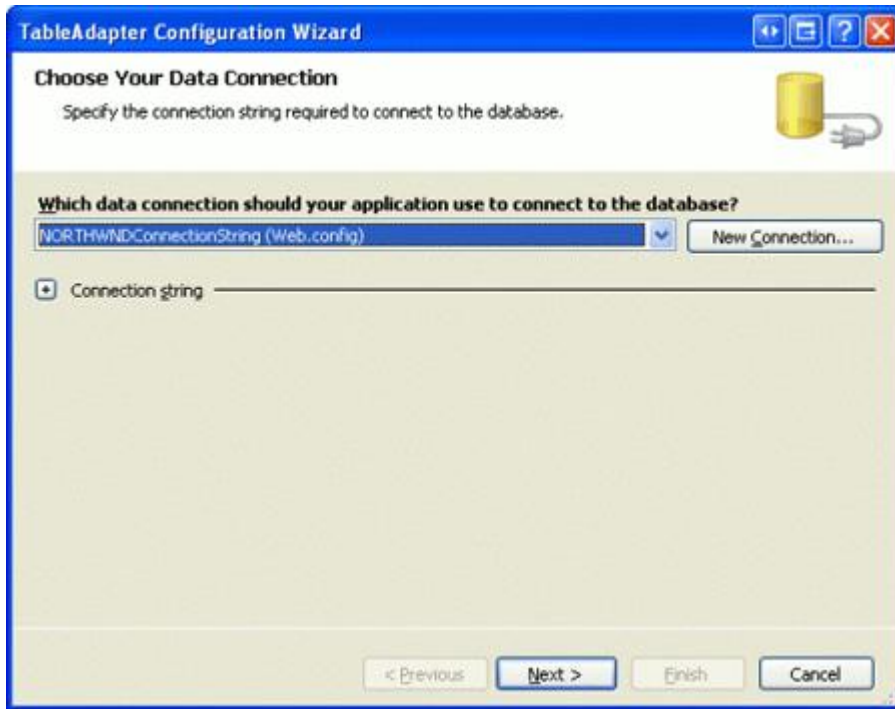 TableAdapter Configuration Wizard
Choose Your Data Connection
Specify the connection string required to connect to the database.
Which data connection should your application use to connect to the database?
NORTHWNDConnectionString (Web.config)
New Connection...
Connection string
< Previous
Next >
Finish
Cancel